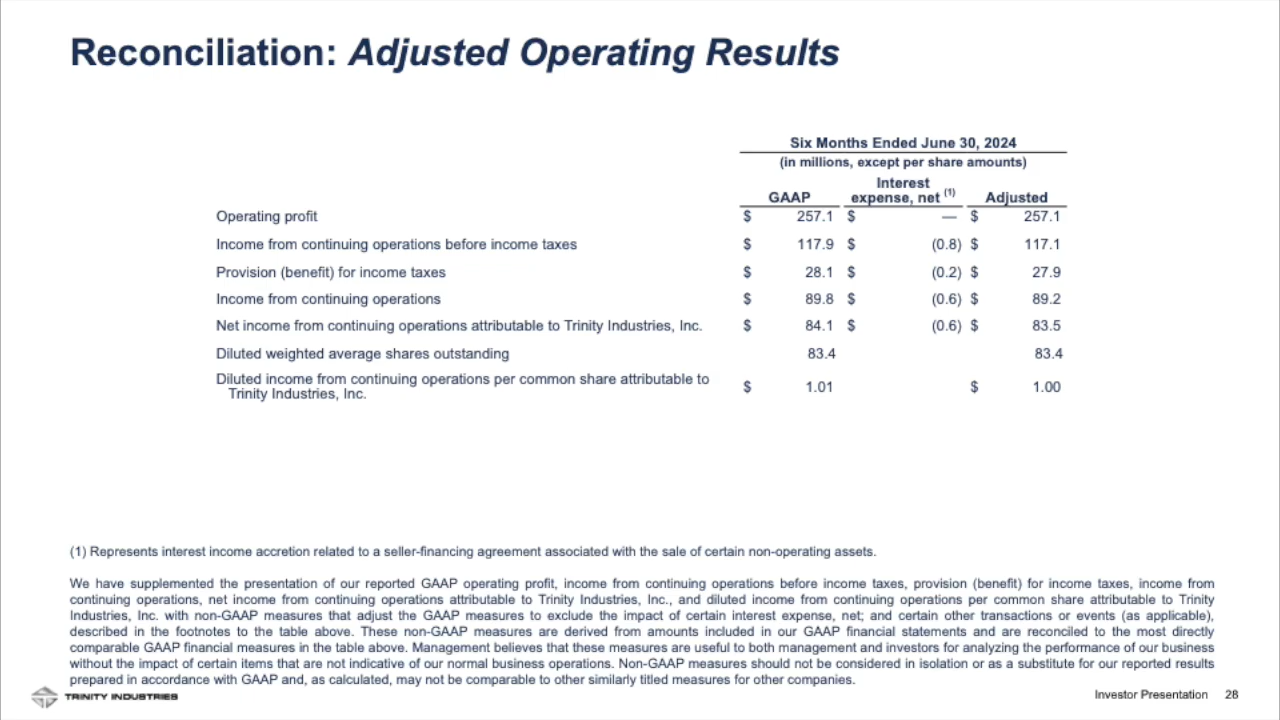 Reconciliation: Adjusted Operating Results
Six Months Ended June 30, 2024
(in millions, except per share amounts)
GAAP Interest expense, net (1) Adjusted
Operating profit $ 257.1 $ — $ 257.1
Income from continuing operations before income taxes $ 117.9 $ (0.8) $ 117.1
Provision (benefit) for income taxes $ 28.1 $ (0.2) $ 27.9
Income from continuing operations $ 89.8 $ (0.6) $ 89.2
Net income from continuing operations attributable to Trinity Industries, Inc. $ 84.1 $ (0.6) $ 83.5
Diluted weighted average shares outstanding 83.4 83.4
Diluted income from continuing operations per common share attributable to
Trinity Industries, Inc. $ 1.01 $ 1.00
(1) Represents interest income accretion related to a seller-financing agreement associated with the sale of certain non-operating assets.
We have supplemented the presentation of our reported GAAP operating profit, income from continuing operations before income taxes, provision (benefit) for income taxes, income from
continuing operations, net income from continuing operations attributable to Trinity Industries, Inc., and diluted income from continuing operations per common share attributable to Trinity
Industries, Inc. with non-GAAP measures that adjust the GAAP measures to exclude the impact of certain interest expense, net; and certain other transactions or events (as applicable),
described in the footnotes to the table above. These non-GAAP measures are derived from amounts included in our GAAP financial statements and are reconciled to the most directly
comparable GAAP financial measures in the table above. Management believes that these measures are useful to both management and investors for analyzing the performance of our business
without the impact of certain items that are not indicative of our normal business operations. Non-GAAP measures should not be considered in isolation or as a substitute for our reported results
prepared in accordance with GAAP and, as calculated, may not be comparable to other similarly titled measures for other companies.
TRINITY INDUSTRIES
Investor Presentation 28